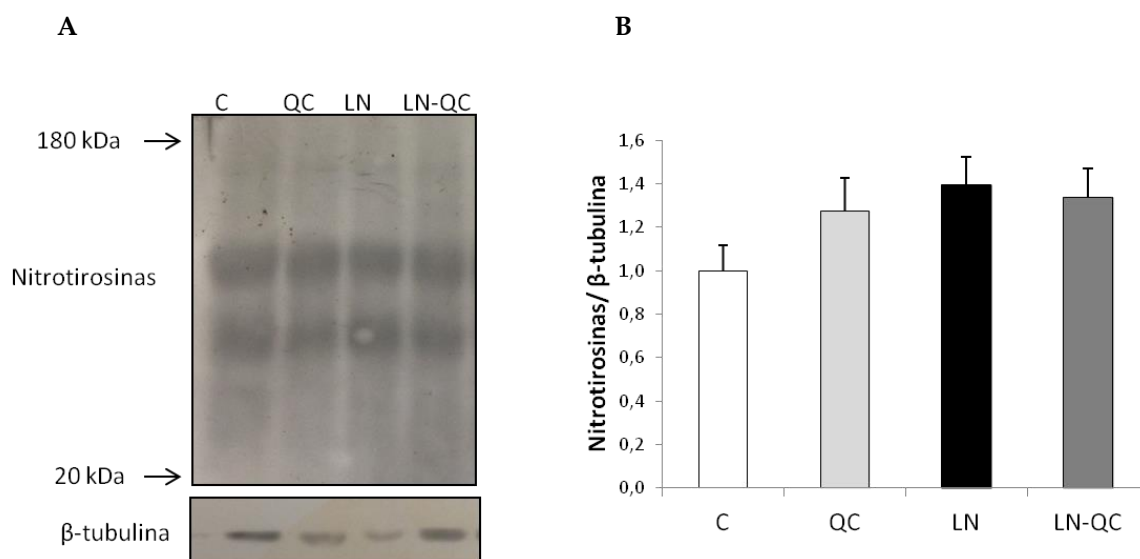 A
C QC LN LN-QC
180 kDa
Nitrotirosinas
20 kDa
β-tubulina
B
Nitrotirosinas/ β-tubulina
1,6
1,4
1,2
1,0
0,8
0,6
0,4
0,2
0,0
C QC LN LN-QC